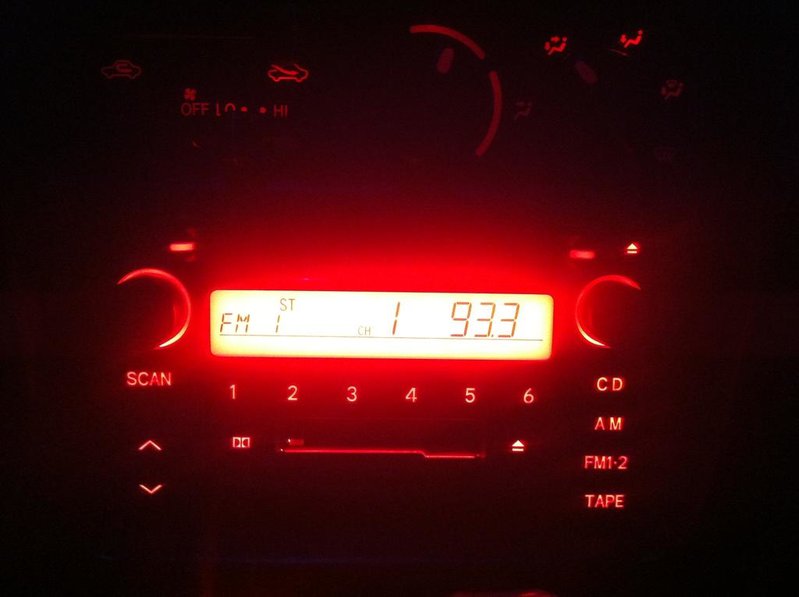 OFF LO • • HI
FM 1 ST CH 1 93.3
SCAN
1 2 3 4 5 6
CD
AM
FM1•2
TAPE